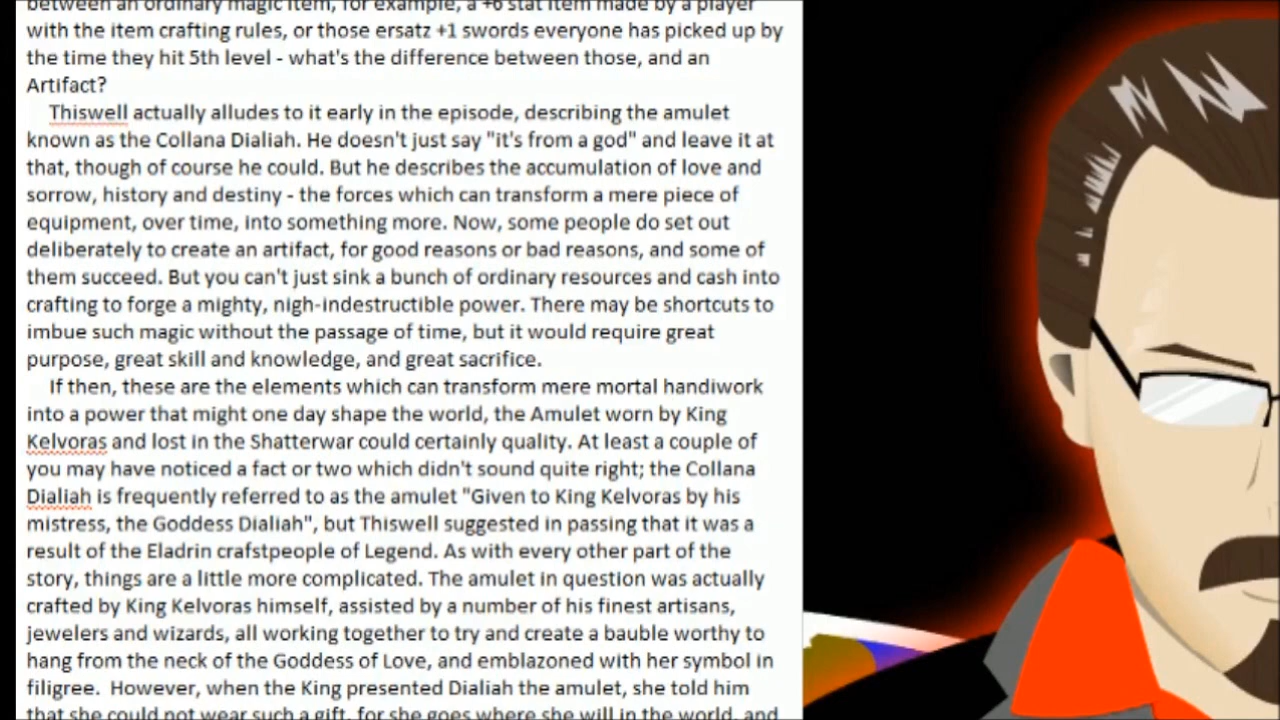 between an ordinary magic item, for example, a +6 stat item made by a player
with the item crafting rules, or those ersatz +1 swords everyone has picked up by
the time they hit 5th level - what's the difference between those, and an
Artifact?
Thiswell actually alludes to it early in the episode, describing the amulet
known as the Collana Dialiah. He doesn't just say "it's from a god" and leave it at
that, though of course he could. But he describes the accumulation of love and
sorrow, history and destiny - the forces which can transform a mere piece of
equipment, over time, into something more. Now, some people do set out
deliberately to create an artifact, for good reasons or bad reasons, and some of
them succeed. But you can't just sink a bunch of ordinary resources and cash into
crafting to forge a mighty, nigh-indestructible power. There may be shortcuts to
imbue such magic without the passage of time, but it would require great
purpose, great skill and knowledge, and great sacrifice.
If then, these are the elements which can transform mere mortal handiwork
into a power that might one day shape the world, the Amulet worn by King
Kelvoras and lost in the Shatterwar could certainly quality. At least a couple of
you may have noticed a fact or two which didn't sound quite right; the Collana
Dialiah is frequently referred to as the amulet "Given to King Kelvoras by his
mistress, the Goddess Dialiah", but Thiswell suggested in passing that it was a
result of the Eladrin crafstpeople of Legend. As with every other part of the
story, things are a little more complicated. The amulet in question was actually
crafted by King Kelvoras himself, assisted by a number of his finest artisans,
jewelers and wizards, all working together to try and create a bauble worthy to
hang from the neck of the Goddess of Love, and emblazoned with her symbol in
filigree.  However, when the King presented Dialiah the amulet, she told him
that she could not wear such a gift, for she goes where she will in the world, and